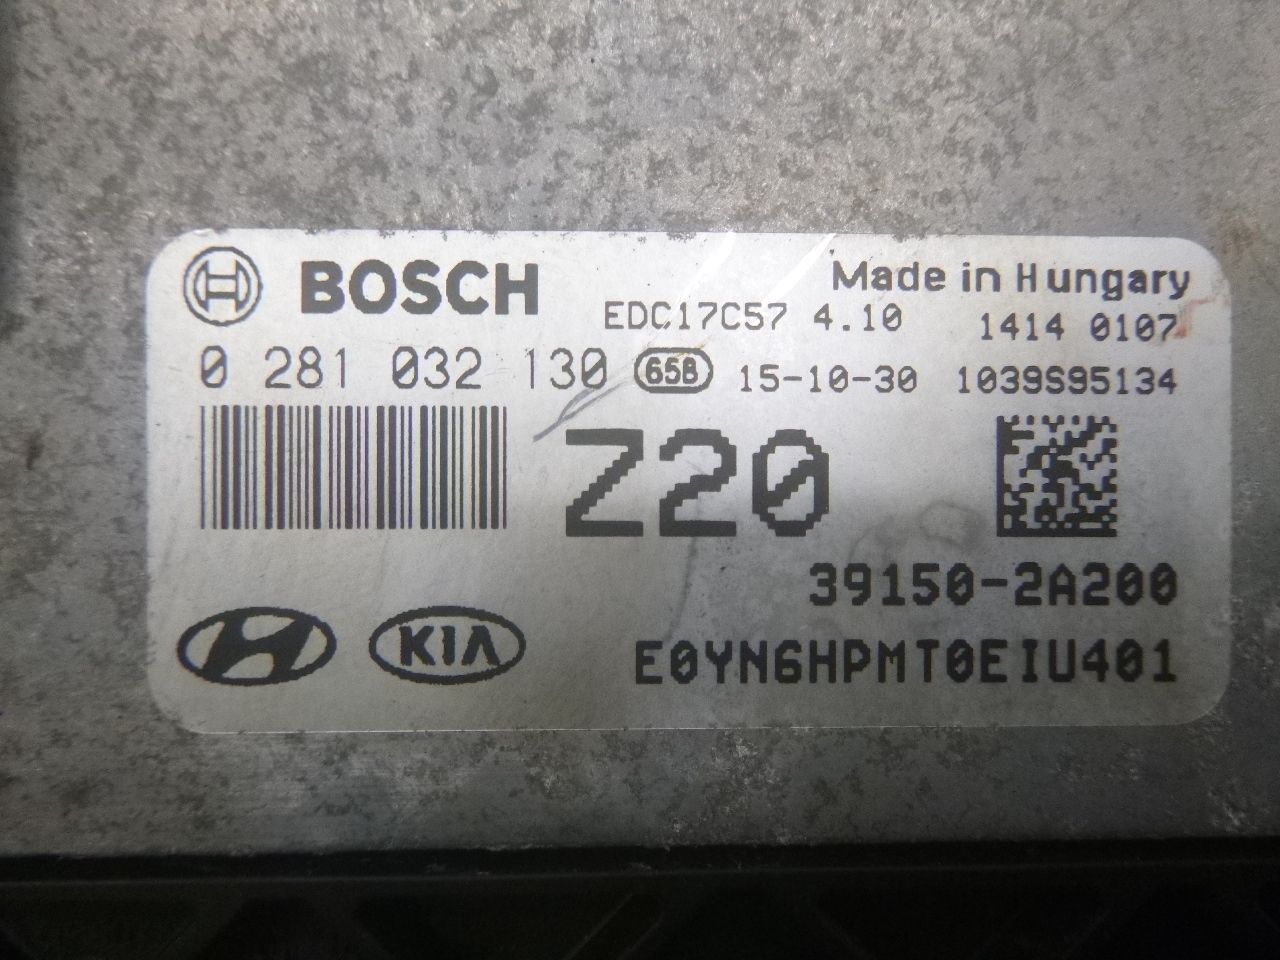 BOSCH
Made in Hungary
EDC17C57 4.10 1414 0107
0 281 032 130 65B 15-10-30 1039S95134
Z20
39150-2A200
KIA E0YN6HPMT0EIU401